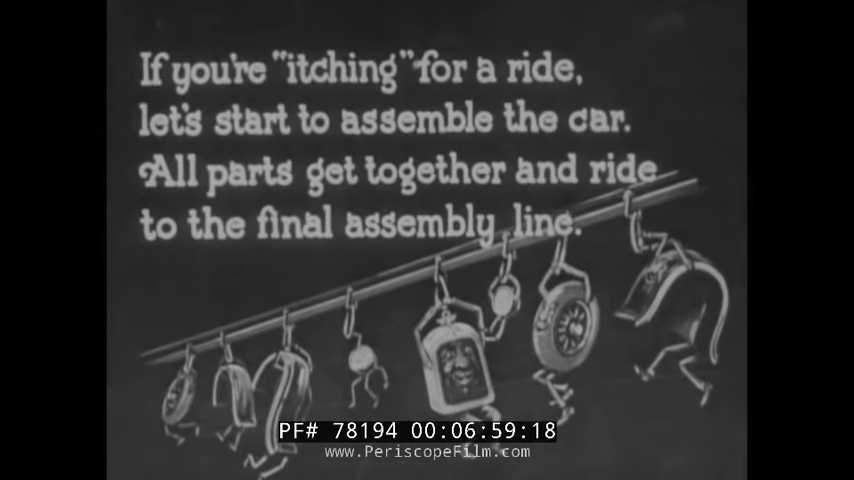 If you're "itching" for a ride,
let's start to assemble the car.
All parts get together and ride
to the final assembly line.
PF# 78194 00:06:59:18
www.PeriscopeFilm.com